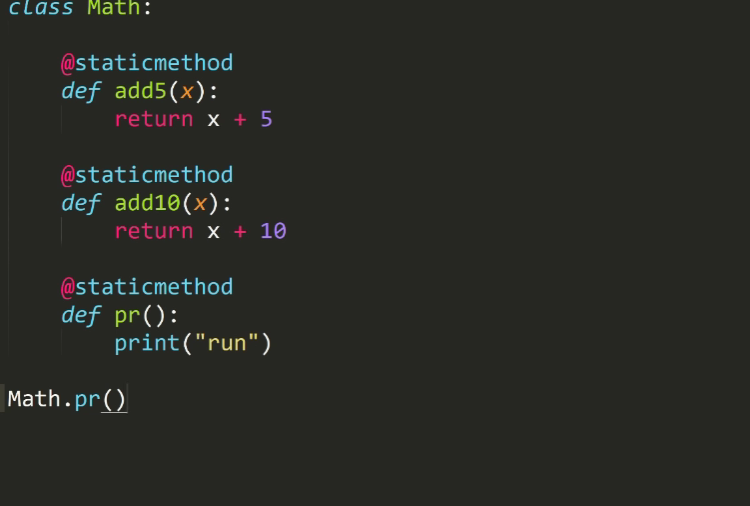 class Math:
    @staticmethod
    def add5(x):
        return x + 5
    @staticmethod
    def add10(x):
        return x + 10
    @staticmethod
    def pr():
        print("run")
Math.pr()